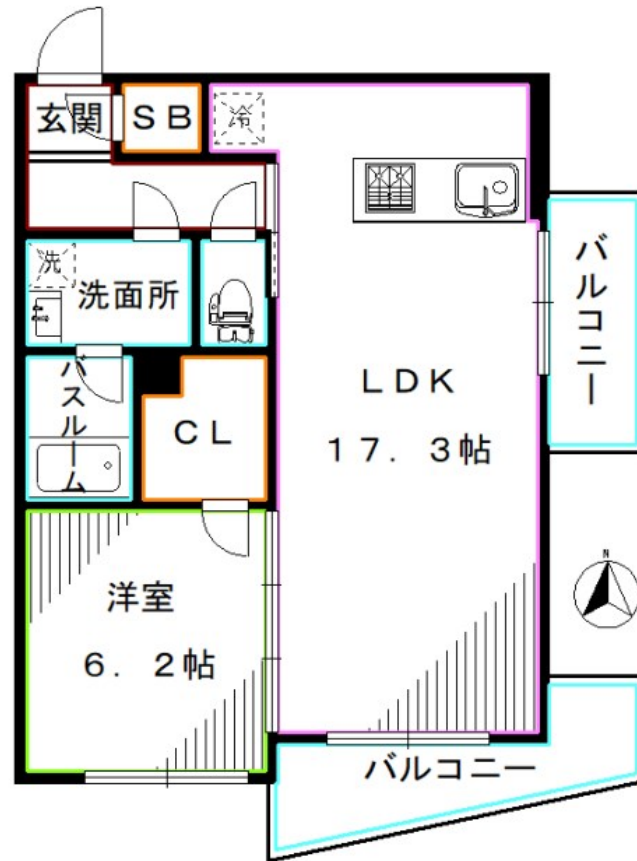 玄関
SB
冷
洗
洗面所
バルコニー
LDK
17.3帖
バスルーム
CL
N
洋室
6.2帖
バルコニー